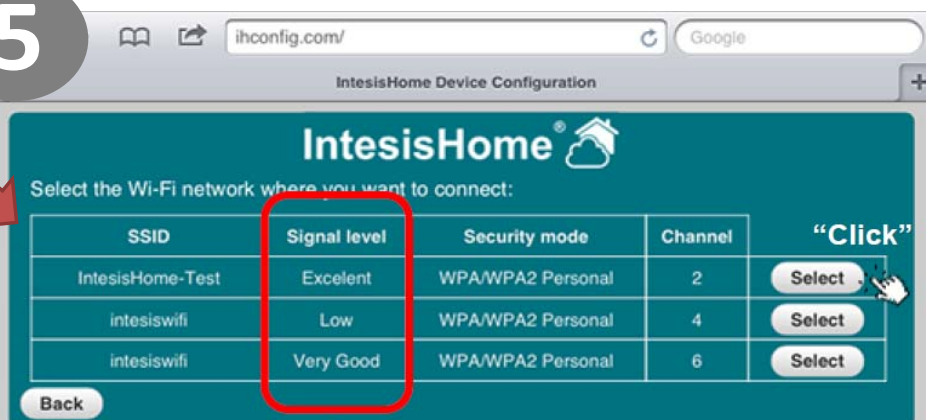 5
ihconfig.com/ Google
IntesisHome Device Configuration +
IntesisHome®
Select the Wi-Fi network where you want to connect:
SSID Signal level Security mode Channel “Click”
IntesisHome-Test Excelent WPA/WPA2 Personal 2 Select
intesiswifi Low WPA/WPA2 Personal 4 Select
intesiswifi Very Good WPA/WPA2 Personal 6 Select
Back